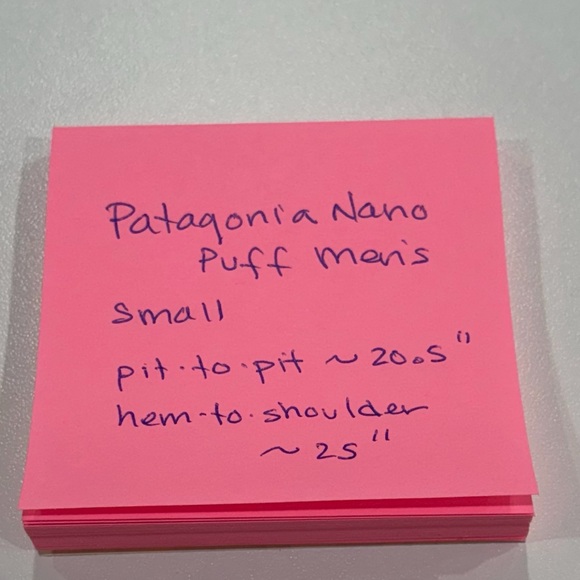 Patagonia Nano
Puff Men's
small
pit-to-pit ~ 20.5"
hem-to-shoulder
~ 25"